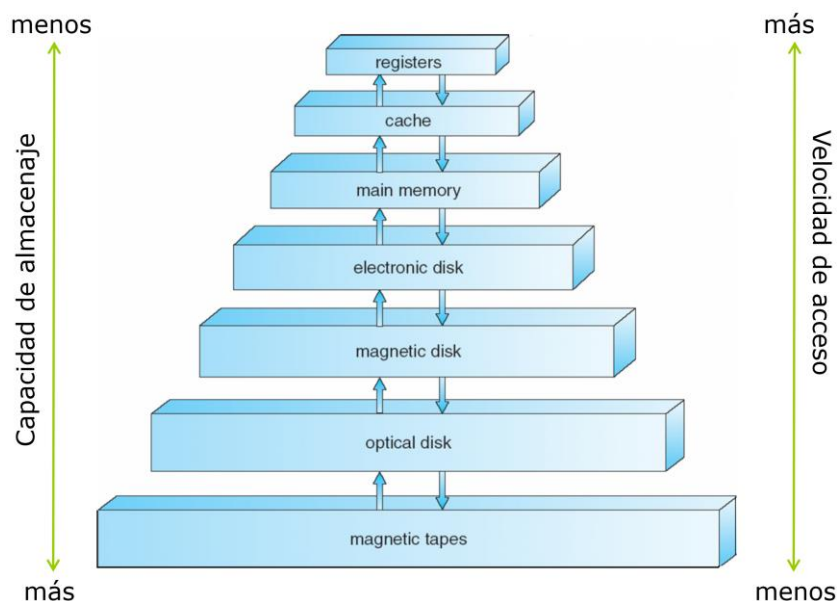 menos
más
registers
cache
main memory
electronic disk
magnetic disk
optical disk
magnetic tapes
Capacidad de almacenaje
Velocidad de acceso
más
menos